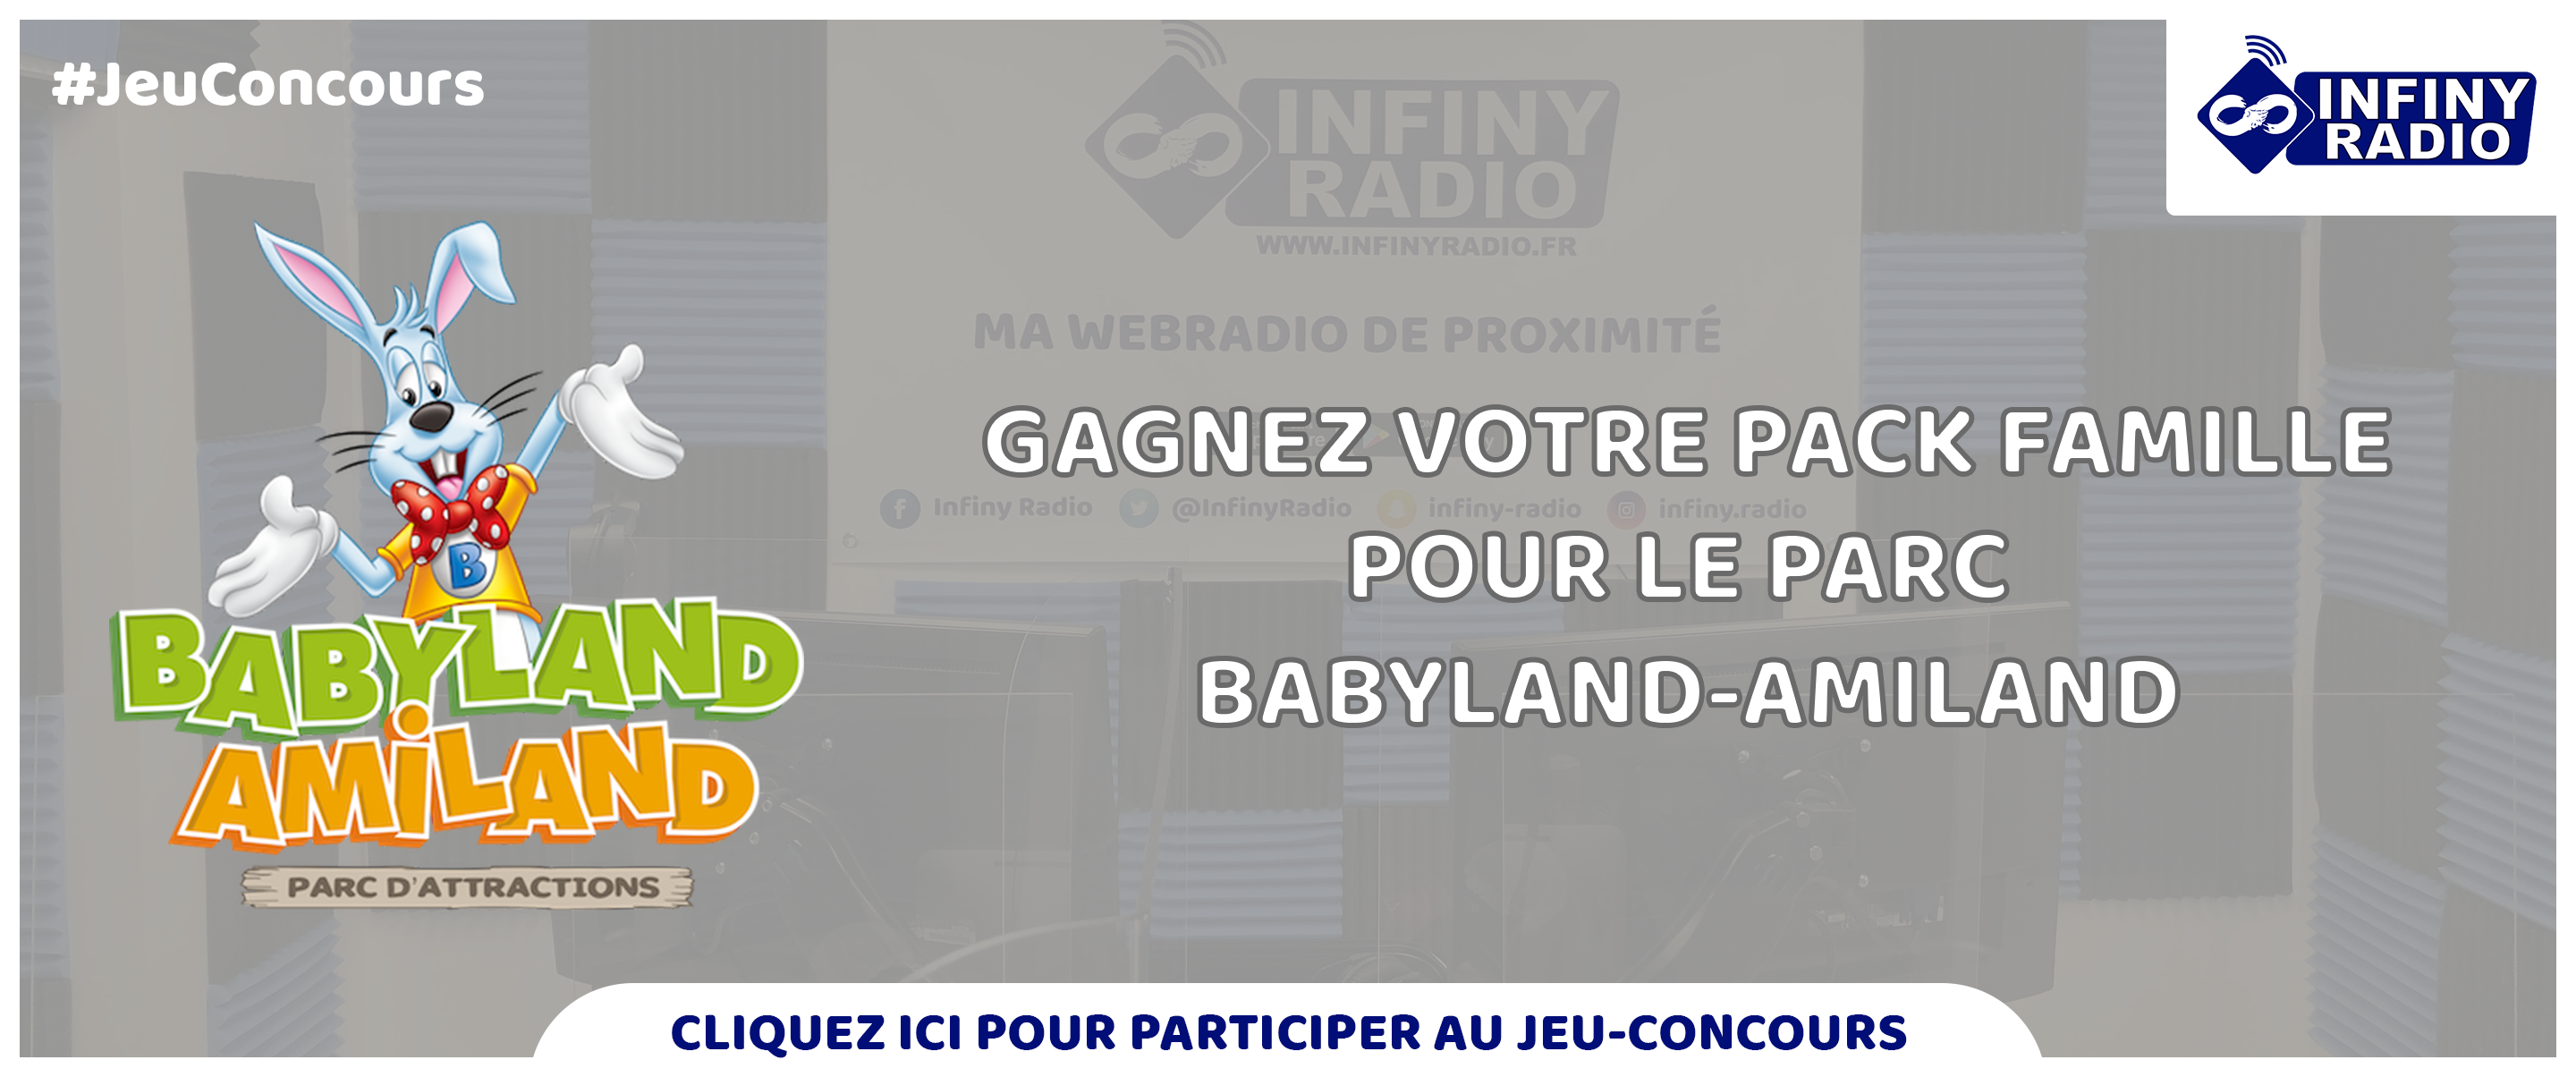 #JeuConcours
INFINY
RADIO
INFINY
RADIO
WWW.INFINYRADIO.FR
MA WEBRADIO DE PROXIMITÉ
GAGNEZ VOTRE PACK FAMILLE
Infiny Radio @InfinyRadio infiny-radio infiny.radio
POUR LE PARC
BABYLAND-AMILAND
B
BABYLAND
AMiLAND
PARC D'ATTRACTIONS
CLIQUEZ ICI POUR PARTICIPER AU JEU-CONCOURS